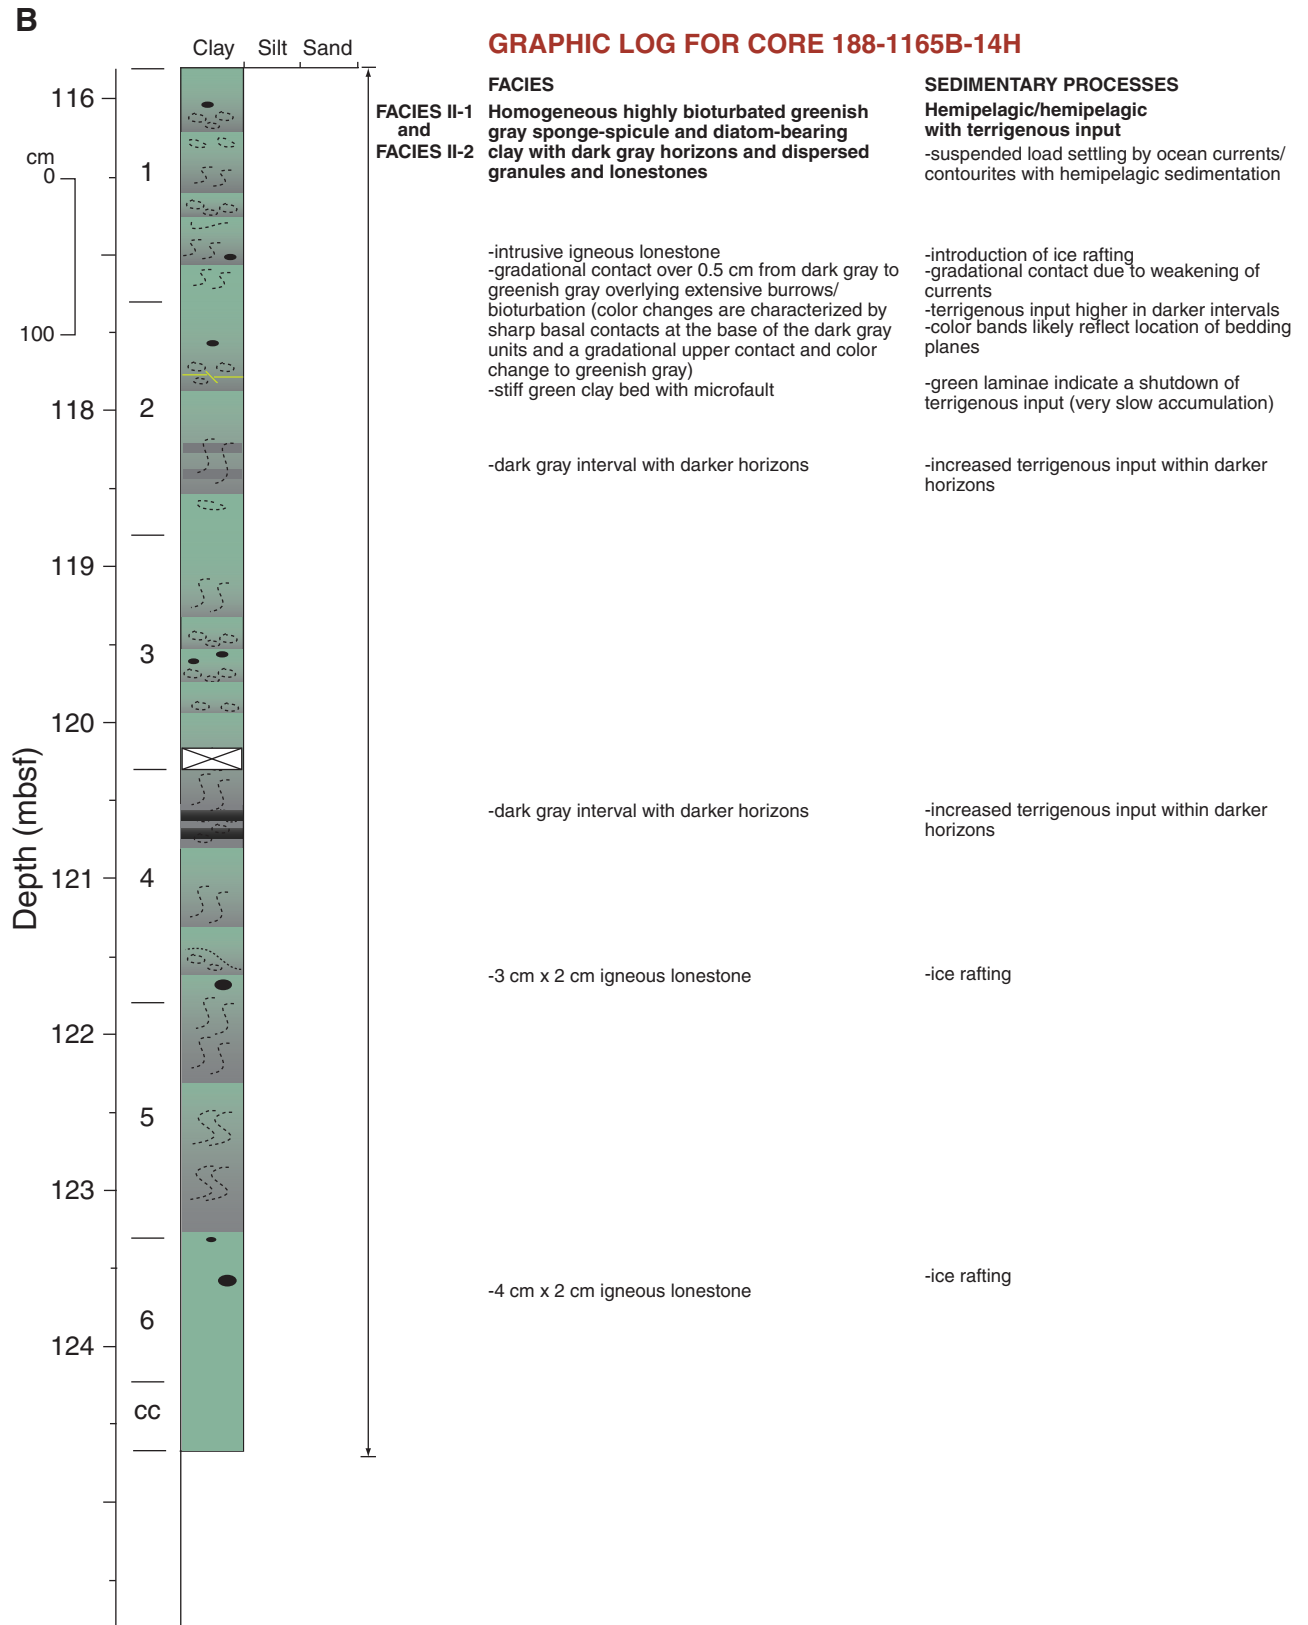 B
Clay Silt Sand
GRAPHIC LOG FOR CORE 188-1165B-14H
FACIES
SEDIMENTARY PROCESSES
FACIES II-1
and
FACIES II-2
Homogeneous highly bioturbated greenish
gray sponge-spicule and diatom-bearing
clay with dark gray horizons and dispersed
granules and lonestones
Hemipelagic/hemipelagic
with terrigenous input
-suspended load settling by ocean currents/
contourites with hemipelagic sedimentation
-intrusive igneous lonestone
-gradational contact over 0.5 cm from dark gray to
greenish gray overlying extensive burrows/
bioturbation (color changes are characterized by
sharp basal contacts at the base of the dark gray
units and a gradational upper contact and color
change to greenish gray)
-stiff green clay bed with microfault
-introduction of ice rafting
-gradational contact due to weakening of
currents
-terrigenous input higher in darker intervals
-color bands likely reflect location of bedding
planes
-green laminae indicate a shutdown of
terrigenous input (very slow accumulation)
-dark gray interval with darker horizons
-increased terrigenous input within darker
horizons
-dark gray interval with darker horizons
-increased terrigenous input within darker
horizons
-3 cm x 2 cm igneous lonestone
-ice rafting
-4 cm x 2 cm igneous lonestone
-ice rafting
Depth (mbsf)
116
cm
0
100
118
119
120
121
122
123
124
1
2
3
4
5
6
cc